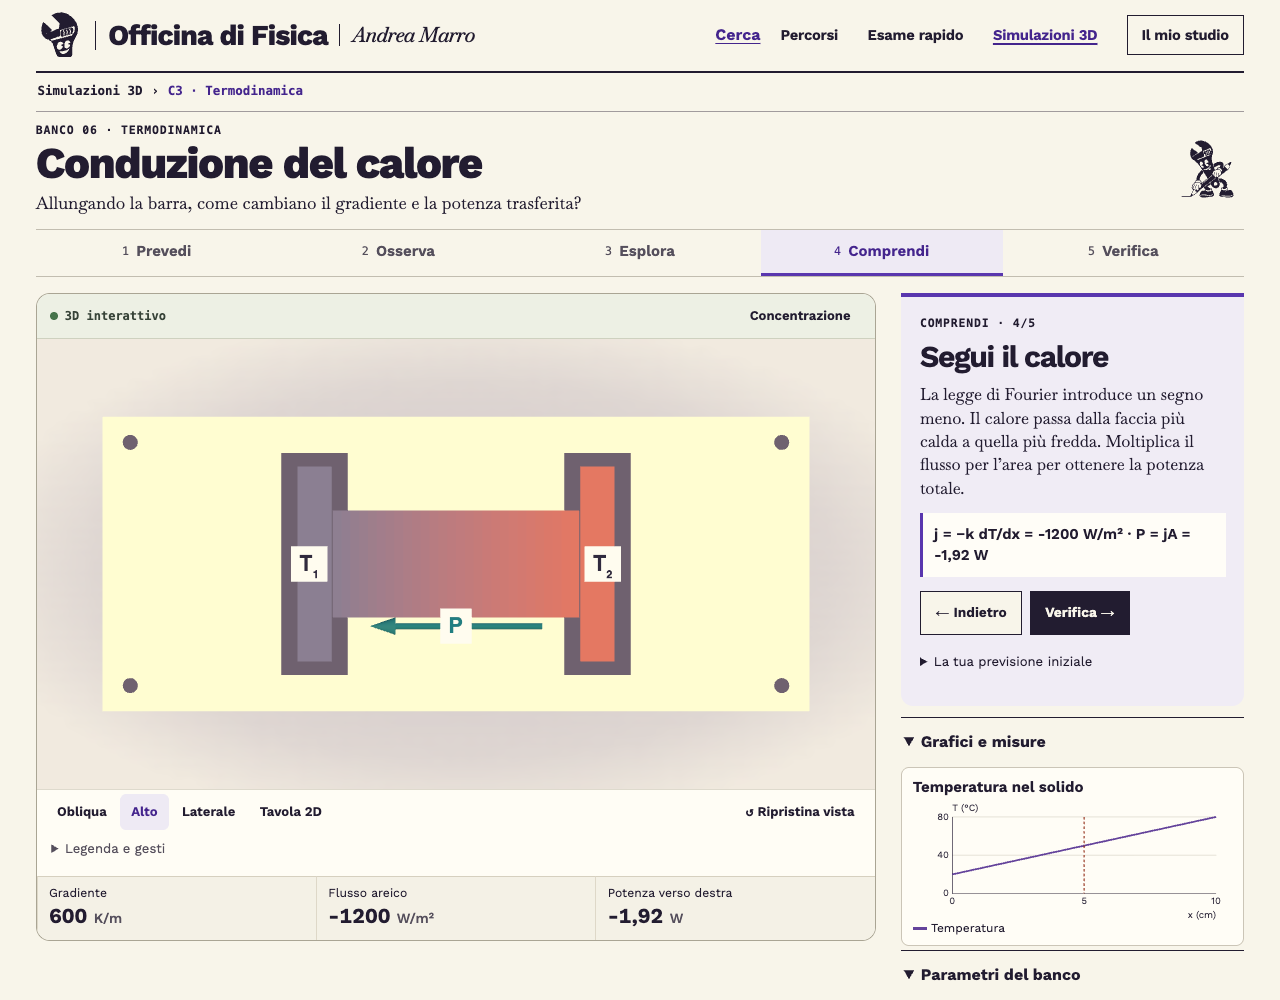 Officina di Fisica
Andrea Marro
Cerca
Percorsi
Esame rapido
Simulazioni 3D
Il mio studio
Simulazioni 3D › C3 · Termodinamica
BANCO 06 · TERMODINAMICA
Conduzione del calore
Allungando la barra, come cambiano il gradiente e la potenza trasferita?
1 Prevedi
2 Osserva
3 Esplora
4 Comprendi
5 Verifica
3D interattivo
Concentrazione
T1
T2
P
Obliqua
Alto
Laterale
Tavola 2D
↺ Ripristina vista
▶ Legenda e gesti
Gradiente
600 K/m
Flusso areico
-1200 W/m²
Potenza verso destra
-1,92 W
COMPRENDI · 4/5
Segui il calore
La legge di Fourier introduce un segno
meno. Il calore passa dalla faccia più
calda a quella più fredda. Moltiplica il
flusso per l’area per ottenere la potenza
totale.
j = −k dT/dx = -1200 W/m² · P = jA =
-1,92 W
← Indietro
Verifica →
▶ La tua previsione iniziale
▼ Grafici e misure
Temperatura nel solido
T (°C)
80
40
0
0
5
10
x (cm)
Temperatura
▼ Parametri del banco